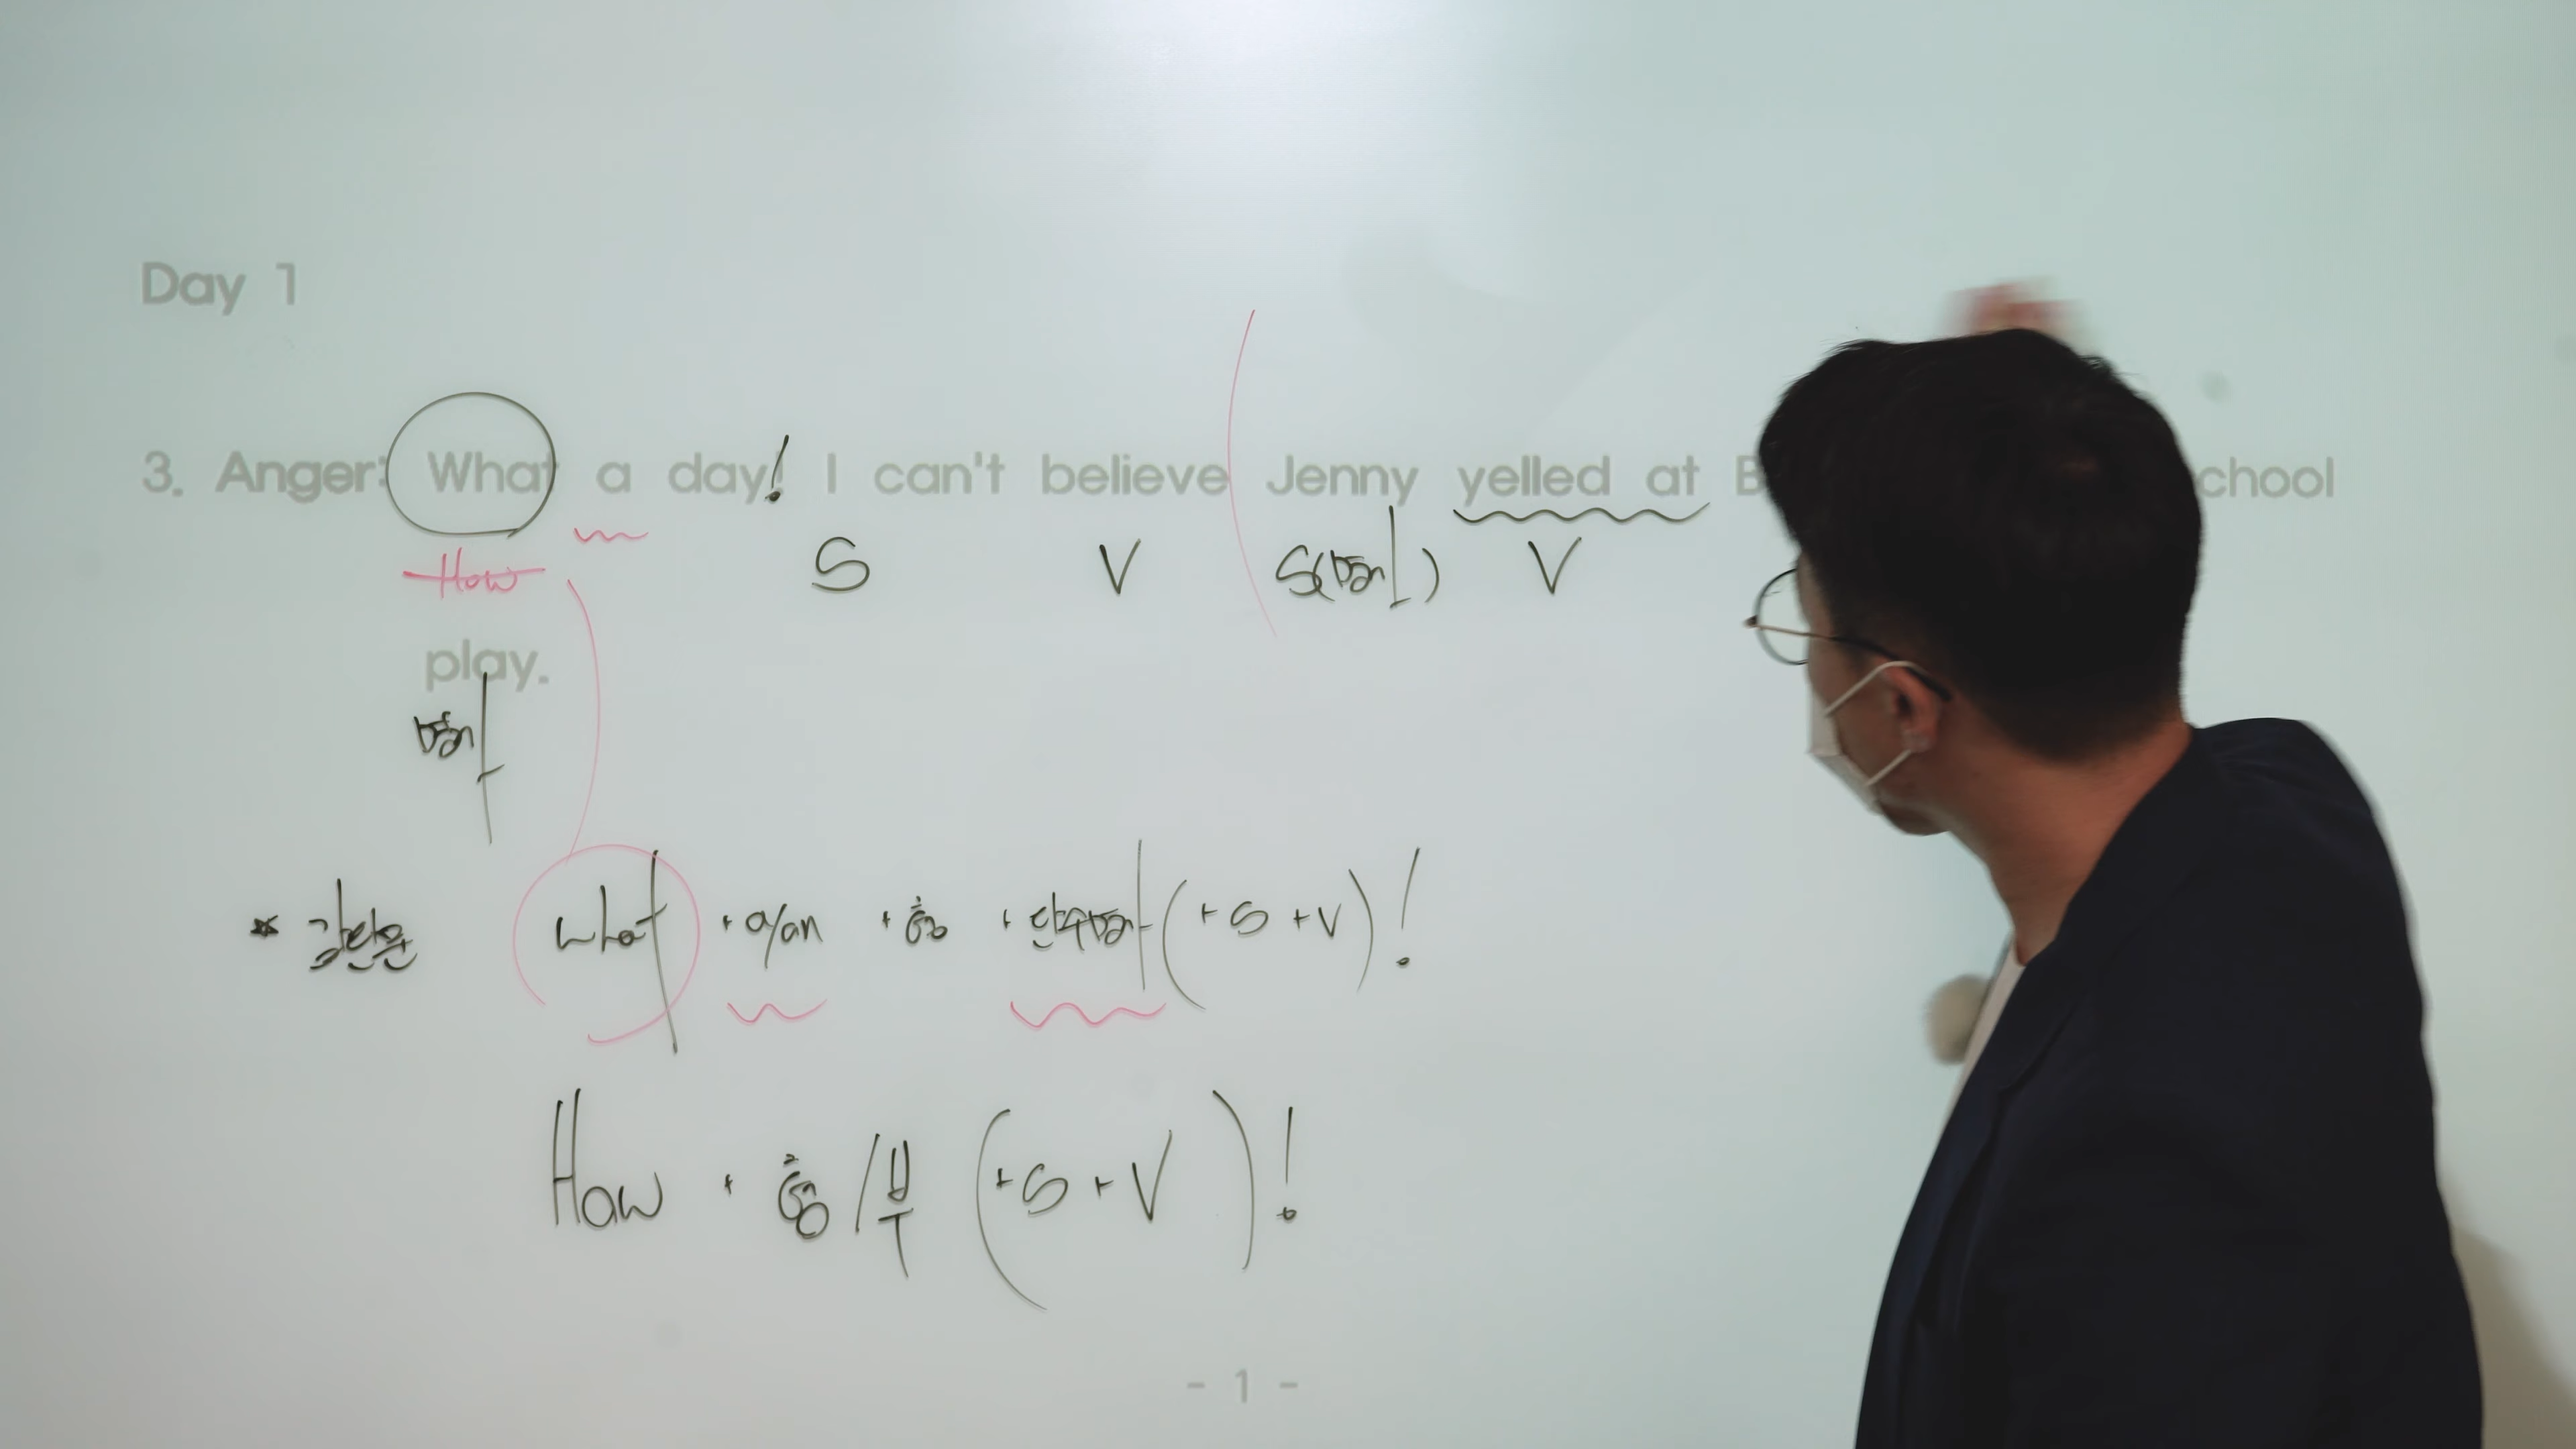 Day 1
3. Anger: What a day! I can't believe Jenny yelled at B chool
How S V S(명사) V
play.
명사
* 감탄문 what + a/an + 형 + 단수명사 (+ S + V)!
How + 형/부 (+ S + V)!
- 1 -